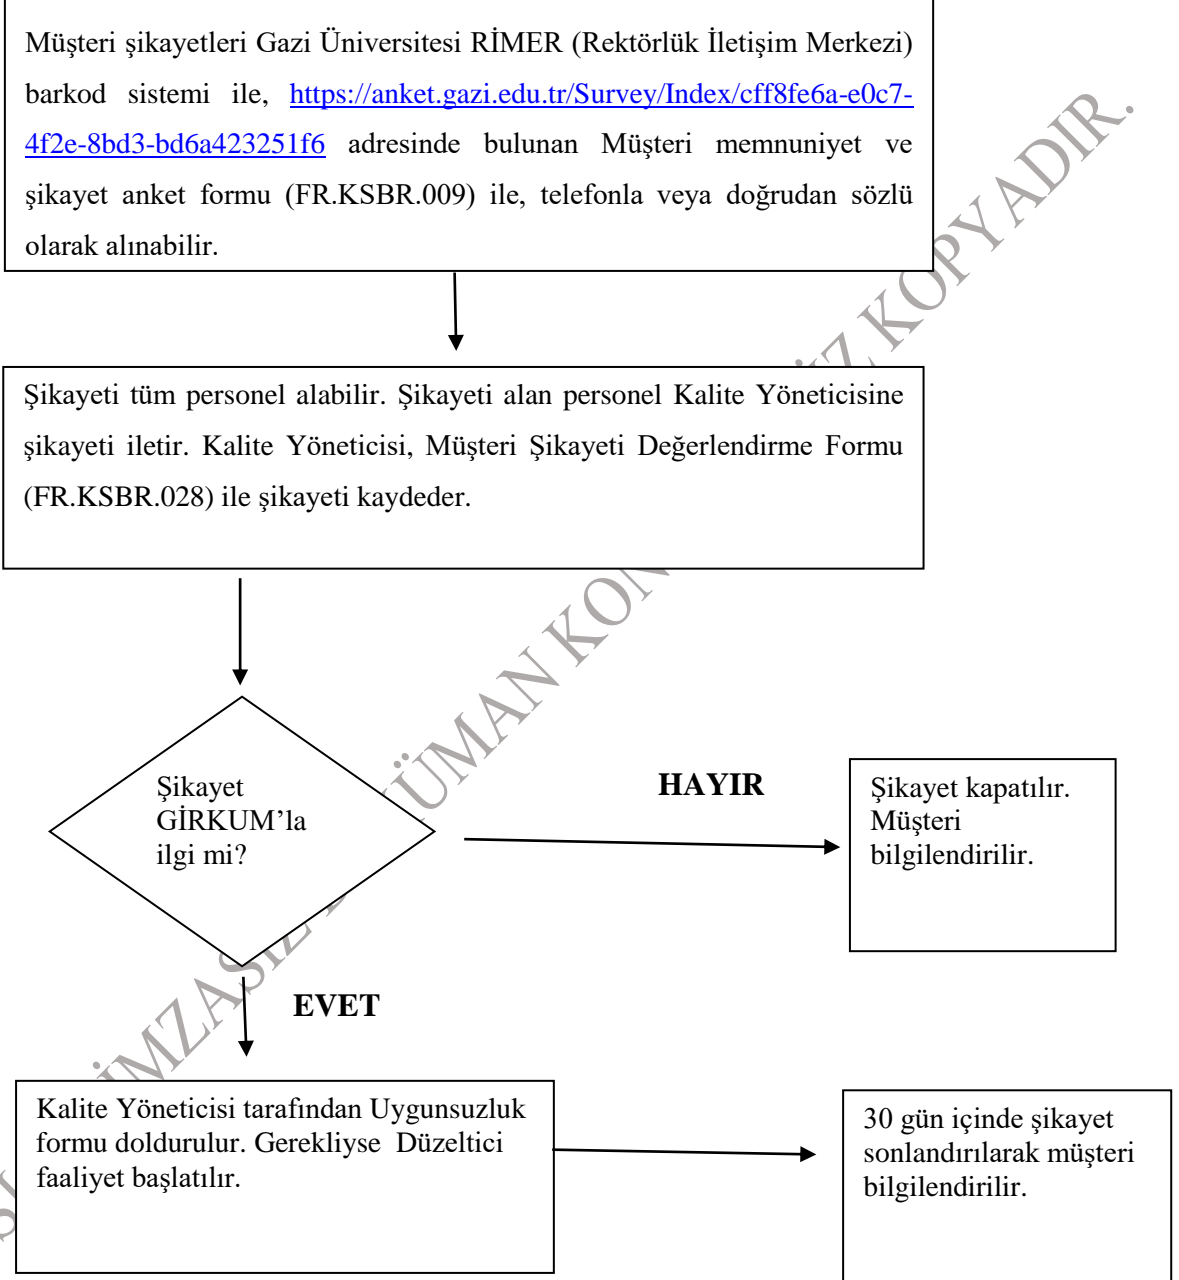 Müşteri şikayetleri Gazi Üniversitesi RİMER (Rektörlük İletişim Merkezi)
barkod sistemi ile, https://anket.gazi.edu.tr/Survey/Index/cff8fe6a-e0c7-
4f2e-8bd3-bd6a423251f6 adresinde bulunan Müşteri memnuniyet ve
şikayet anket formu (FR.KSBR.009) ile, telefonla veya doğrudan sözlü
olarak alınabilir.
Şikayeti tüm personel alabilir. Şikayeti alan personel Kalite Yöneticisine
şikayeti iletir. Kalite Yöneticisi, Müşteri Şikayeti Değerlendirme Formu
(FR.KSBR.028) ile şikayeti kaydeder.
Şikayet
GİRKUM’la
ilgi mi?
HAYIR
Şikayet kapatılır.
Müşteri
bilgilendirilir.
EVET
Kalite Yöneticisi tarafından Uygunsuzluk
formu doldurulur. Gerekliyse Düzeltici
faaliyet başlatılır.
30 gün içinde şikayet
sonlandırılarak müşteri
bilgilendirilir.
KOPYADIR.